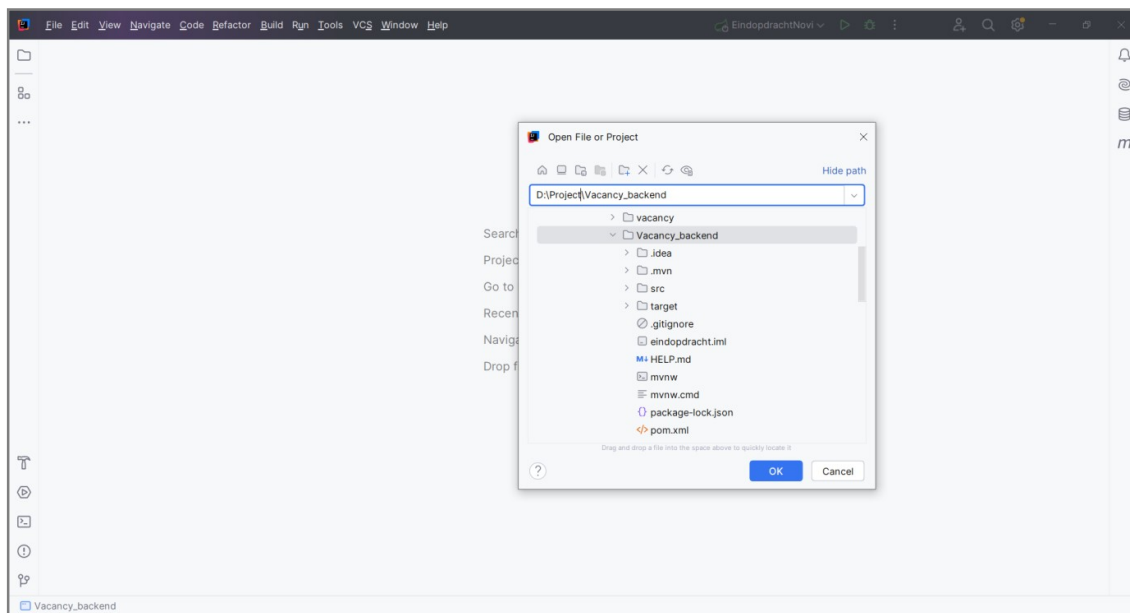 File Edit View Navigate Code Refactor Build Run Tools VCS Window Help EindopdrachtNovi
Open File or Project
Hide path
D:\Project\Vacancy_backend
vacancy
Search
Vacancy_backend
.idea
Projec
.mvn
Go to
src
target
Recen
.gitignore
Naviga
eindopdracht.iml
M↓ HELP.md
Drop f
mvnw
mvnw.cmd
{} package-lock.json
</> pom.xml
Drag and drop a file into the space above to quickly locate it
? OK Cancel
m
Vacancy_backend